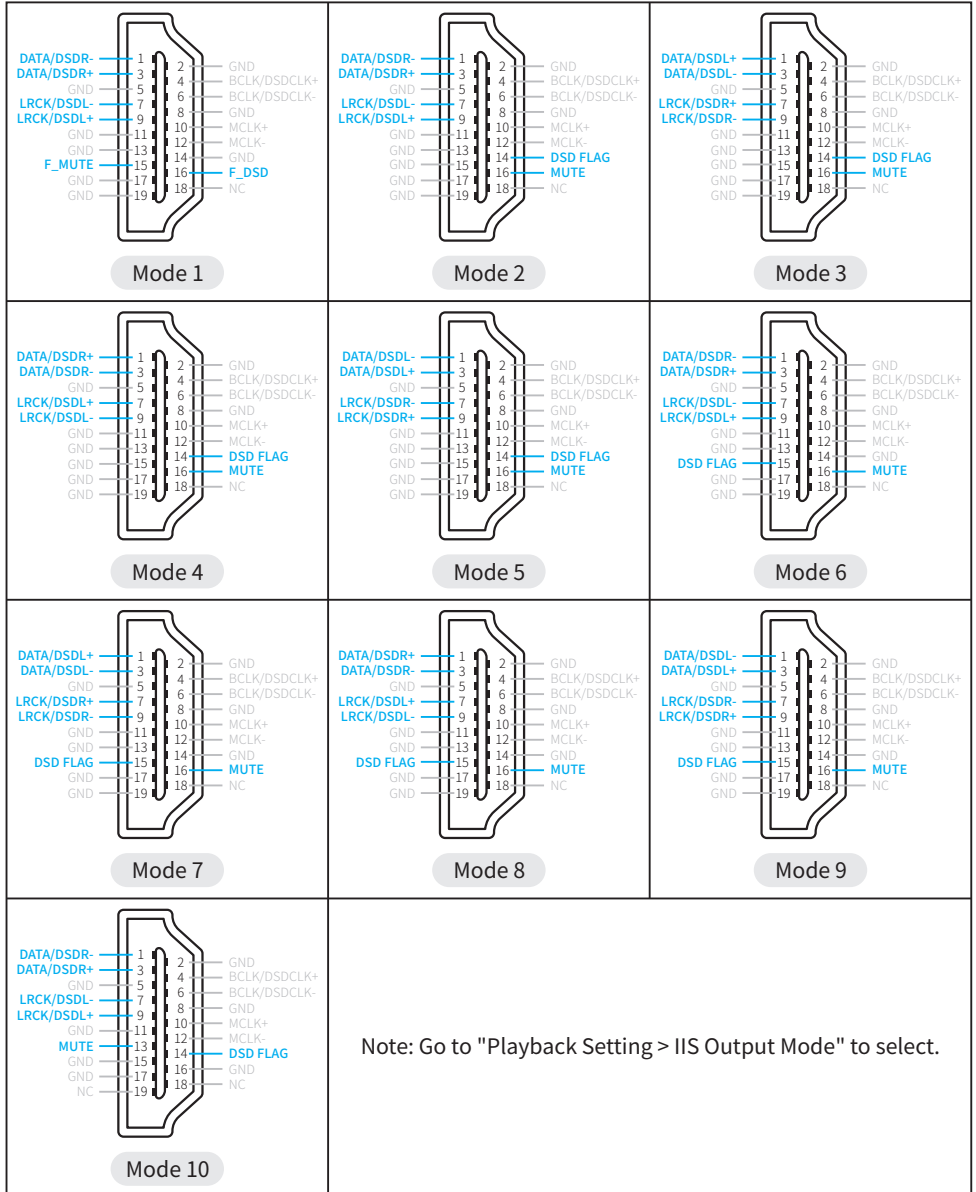 DATA/DSDR- 1
2 GND
DATA/DSDR+ 3
4 BCLK/DSDCLK+
GND 5
6 BCLK/DSDCLK-
LRCK/DSDL- 7
8 GND
LRCK/DSDL+ 9
10 MCLK+
GND 11
12 MCLK-
GND 13
14 GND
F_MUTE 15
16 F_DSD
GND 17
18 NC
GND 19
Mode 1
DATA/DSDR- 1
2 GND
DATA/DSDR+ 3
4 BCLK/DSDCLK+
GND 5
6 BCLK/DSDCLK-
LRCK/DSDL- 7
8 GND
LRCK/DSDL+ 9
10 MCLK+
GND 11
12 MCLK-
GND 13
14 DSD FLAG
GND 15
16 MUTE
GND 17
18 NC
GND 19
Mode 2
DATA/DSDL+ 1
2 GND
DATA/DSDL- 3
4 BCLK/DSDCLK+
GND 5
6 BCLK/DSDCLK-
LRCK/DSDR+ 7
8 GND
LRCK/DSDR- 9
10 MCLK+
GND 11
12 MCLK-
GND 13
14 DSD FLAG
GND 15
16 MUTE
GND 17
18 NC
GND 19
Mode 3
DATA/DSDR+ 1
2 GND
DATA/DSDR- 3
4 BCLK/DSDCLK+
GND 5
6 BCLK/DSDCLK-
LRCK/DSDL+ 7
8 GND
LRCK/DSDL- 9
10 MCLK+
GND 11
12 MCLK-
GND 13
14 DSD FLAG
GND 15
16 MUTE
GND 17
18 NC
GND 19
Mode 4
DATA/DSDL- 1
2 GND
DATA/DSDL+ 3
4 BCLK/DSDCLK+
GND 5
6 BCLK/DSDCLK-
LRCK/DSDR- 7
8 GND
LRCK/DSDR+ 9
10 MCLK+
GND 11
12 MCLK-
GND 13
14 DSD FLAG
GND 15
16 MUTE
GND 17
18 NC
GND 19
Mode 5
DATA/DSDR- 1
2 GND
DATA/DSDR+ 3
4 BCLK/DSDCLK+
GND 5
6 BCLK/DSDCLK-
LRCK/DSDL- 7
8 GND
LRCK/DSDL+ 9
10 MCLK+
GND 11
12 MCLK-
GND 13
14 GND
DSD FLAG 15
16 MUTE
GND 17
18 NC
GND 19
Mode 6
DATA/DSDL+ 1
2 GND
DATA/DSDL- 3
4 BCLK/DSDCLK+
GND 5
6 BCLK/DSDCLK-
LRCK/DSDR+ 7
8 GND
LRCK/DSDR- 9
10 MCLK+
GND 11
12 MCLK-
GND 13
14 GND
DSD FLAG 15
16 MUTE
GND 17
18 NC
GND 19
Mode 7
DATA/DSDR+ 1
2 GND
DATA/DSDR- 3
4 BCLK/DSDCLK+
GND 5
6 BCLK/DSDCLK-
LRCK/DSDL+ 7
8 GND
LRCK/DSDL- 9
10 MCLK+
GND 11
12 MCLK-
GND 13
14 GND
DSD FLAG 15
16 MUTE
GND 17
18 NC
GND 19
Mode 8
DATA/DSDL- 1
2 GND
DATA/DSDL+ 3
4 BCLK/DSDCLK+
GND 5
6 BCLK/DSDCLK-
LRCK/DSDR- 7
8 GND
LRCK/DSDR+ 9
10 MCLK+
GND 11
12 MCLK-
GND 13
14 GND
DSD FLAG 15
16 MUTE
GND 17
18 NC
GND 19
Mode 9
DATA/DSDR- 1
2 GND
DATA/DSDR+ 3
4 BCLK/DSDCLK+
GND 5
6 BCLK/DSDCLK-
LRCK/DSDL- 7
8 GND
LRCK/DSDL+ 9
10 MCLK+
GND 11
12 MCLK-
MUTE 13
14 DSD FLAG
GND 15
16 GND
GND 17
18 NC
NC 19
Mode 10
Note: Go to "Playback Setting > IIS Output Mode" to select.